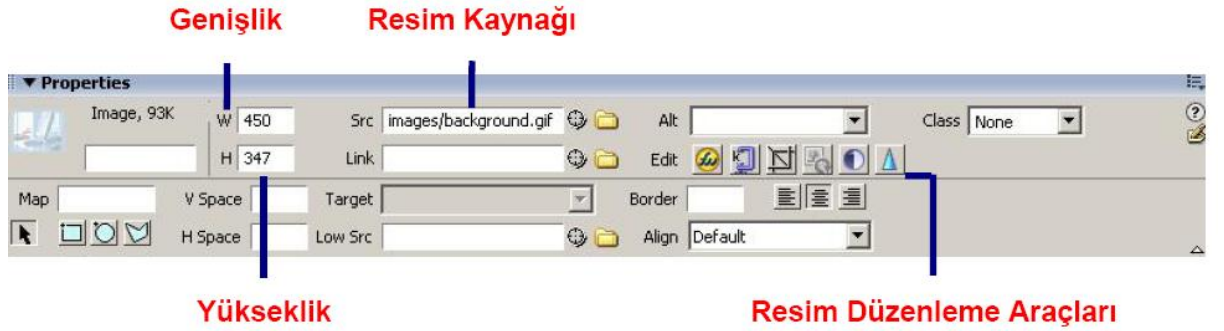 Genişlik Resim Kaynağı
Properties
Image, 93K W 450 Src images/background.gif Alt Class None
H 347 Link Edit
Map V Space Target Border
H Space Low Src Align Default
Yükseklik Resim Düzenleme Araçları